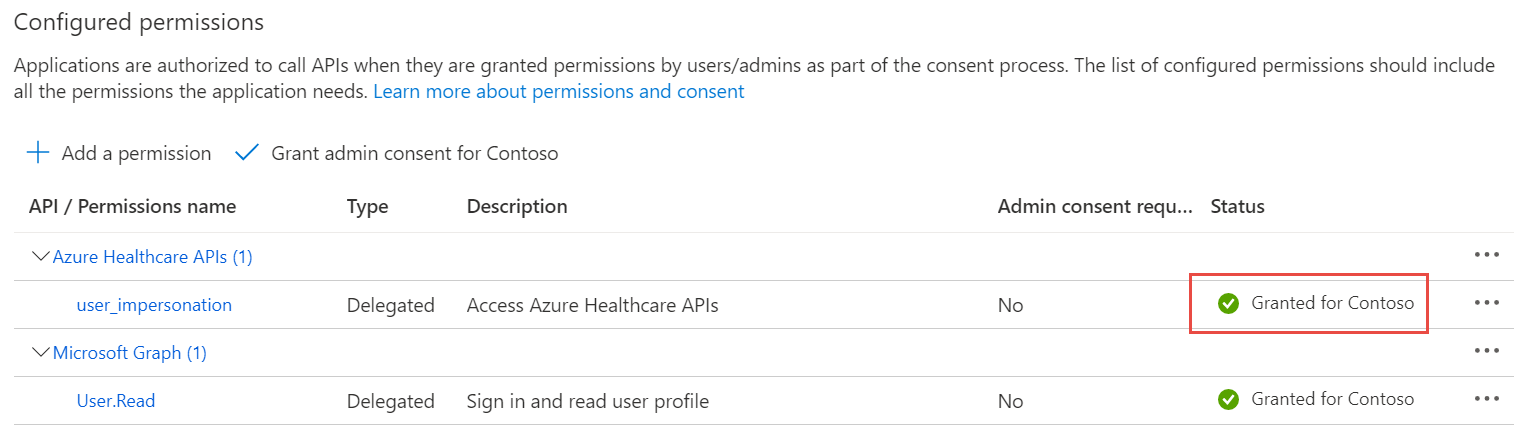 Configured permissions
Applications are authorized to call APIs when they are granted permissions by users/admins as part of the consent process. The list of configured permissions should include
all the permissions the application needs. Learn more about permissions and consent
Add a permission Grant admin consent for Contoso
API / Permissions name Type Description Admin consent requ... Status
Azure Healthcare APIs (1)
user_impersonation Delegated Access Azure Healthcare APIs No Granted for Contoso
Microsoft Graph (1)
User.Read Delegated Sign in and read user profile No Granted for Contoso